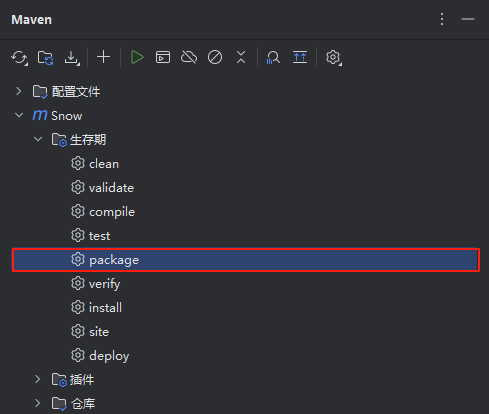 Maven
配置文件
Snow
生存期
clean
validate
compile
test
package
verify
install
site
deploy
插件
仓库